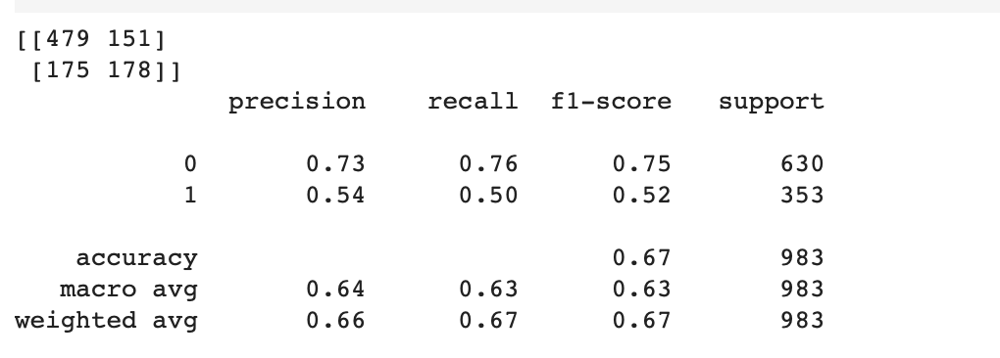 [[479 151]
 [175 178]]
precision recall f1-score support
0 0.73 0.76 0.75 630
1 0.54 0.50 0.52 353
accuracy 0.67 983
macro avg 0.64 0.63 0.63 983
weighted avg 0.66 0.67 0.67 983